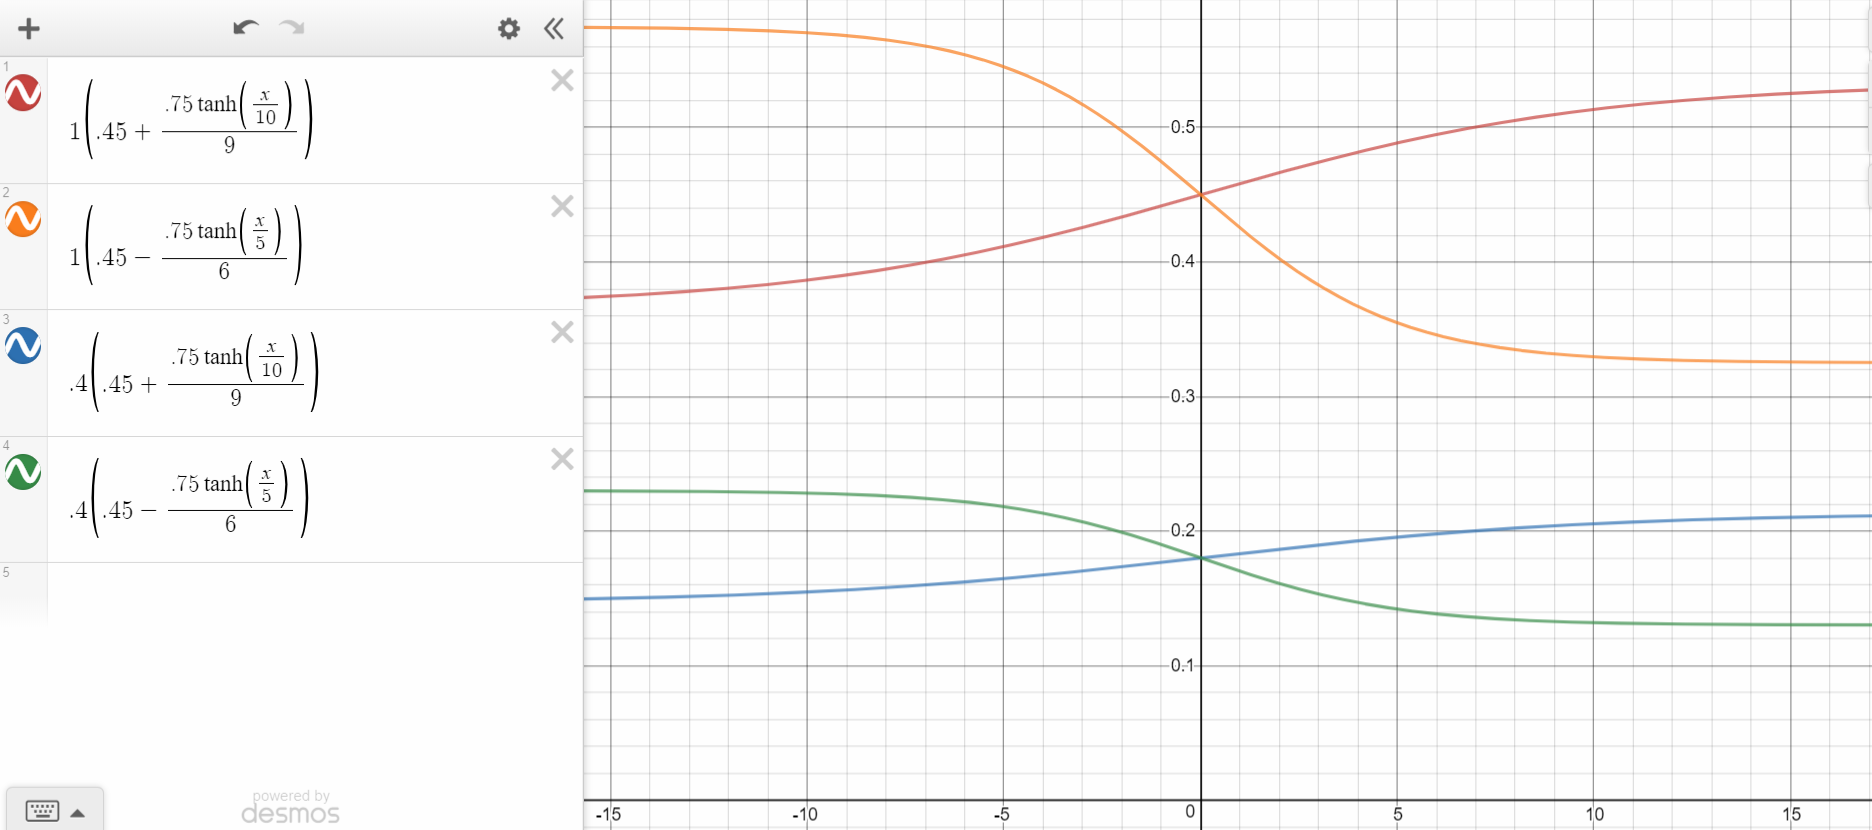 1
1(.45 + .75 tanh(x/10)/9)
2
1(.45 − .75 tanh(x/5)/6)
3
.4(.45 + .75 tanh(x/10)/9)
4
.4(.45 − .75 tanh(x/5)/6)
5
powered by
desmos
0.5
0.4
0.3
0.2
0.1
-15 -10 -5 0 5 10 15